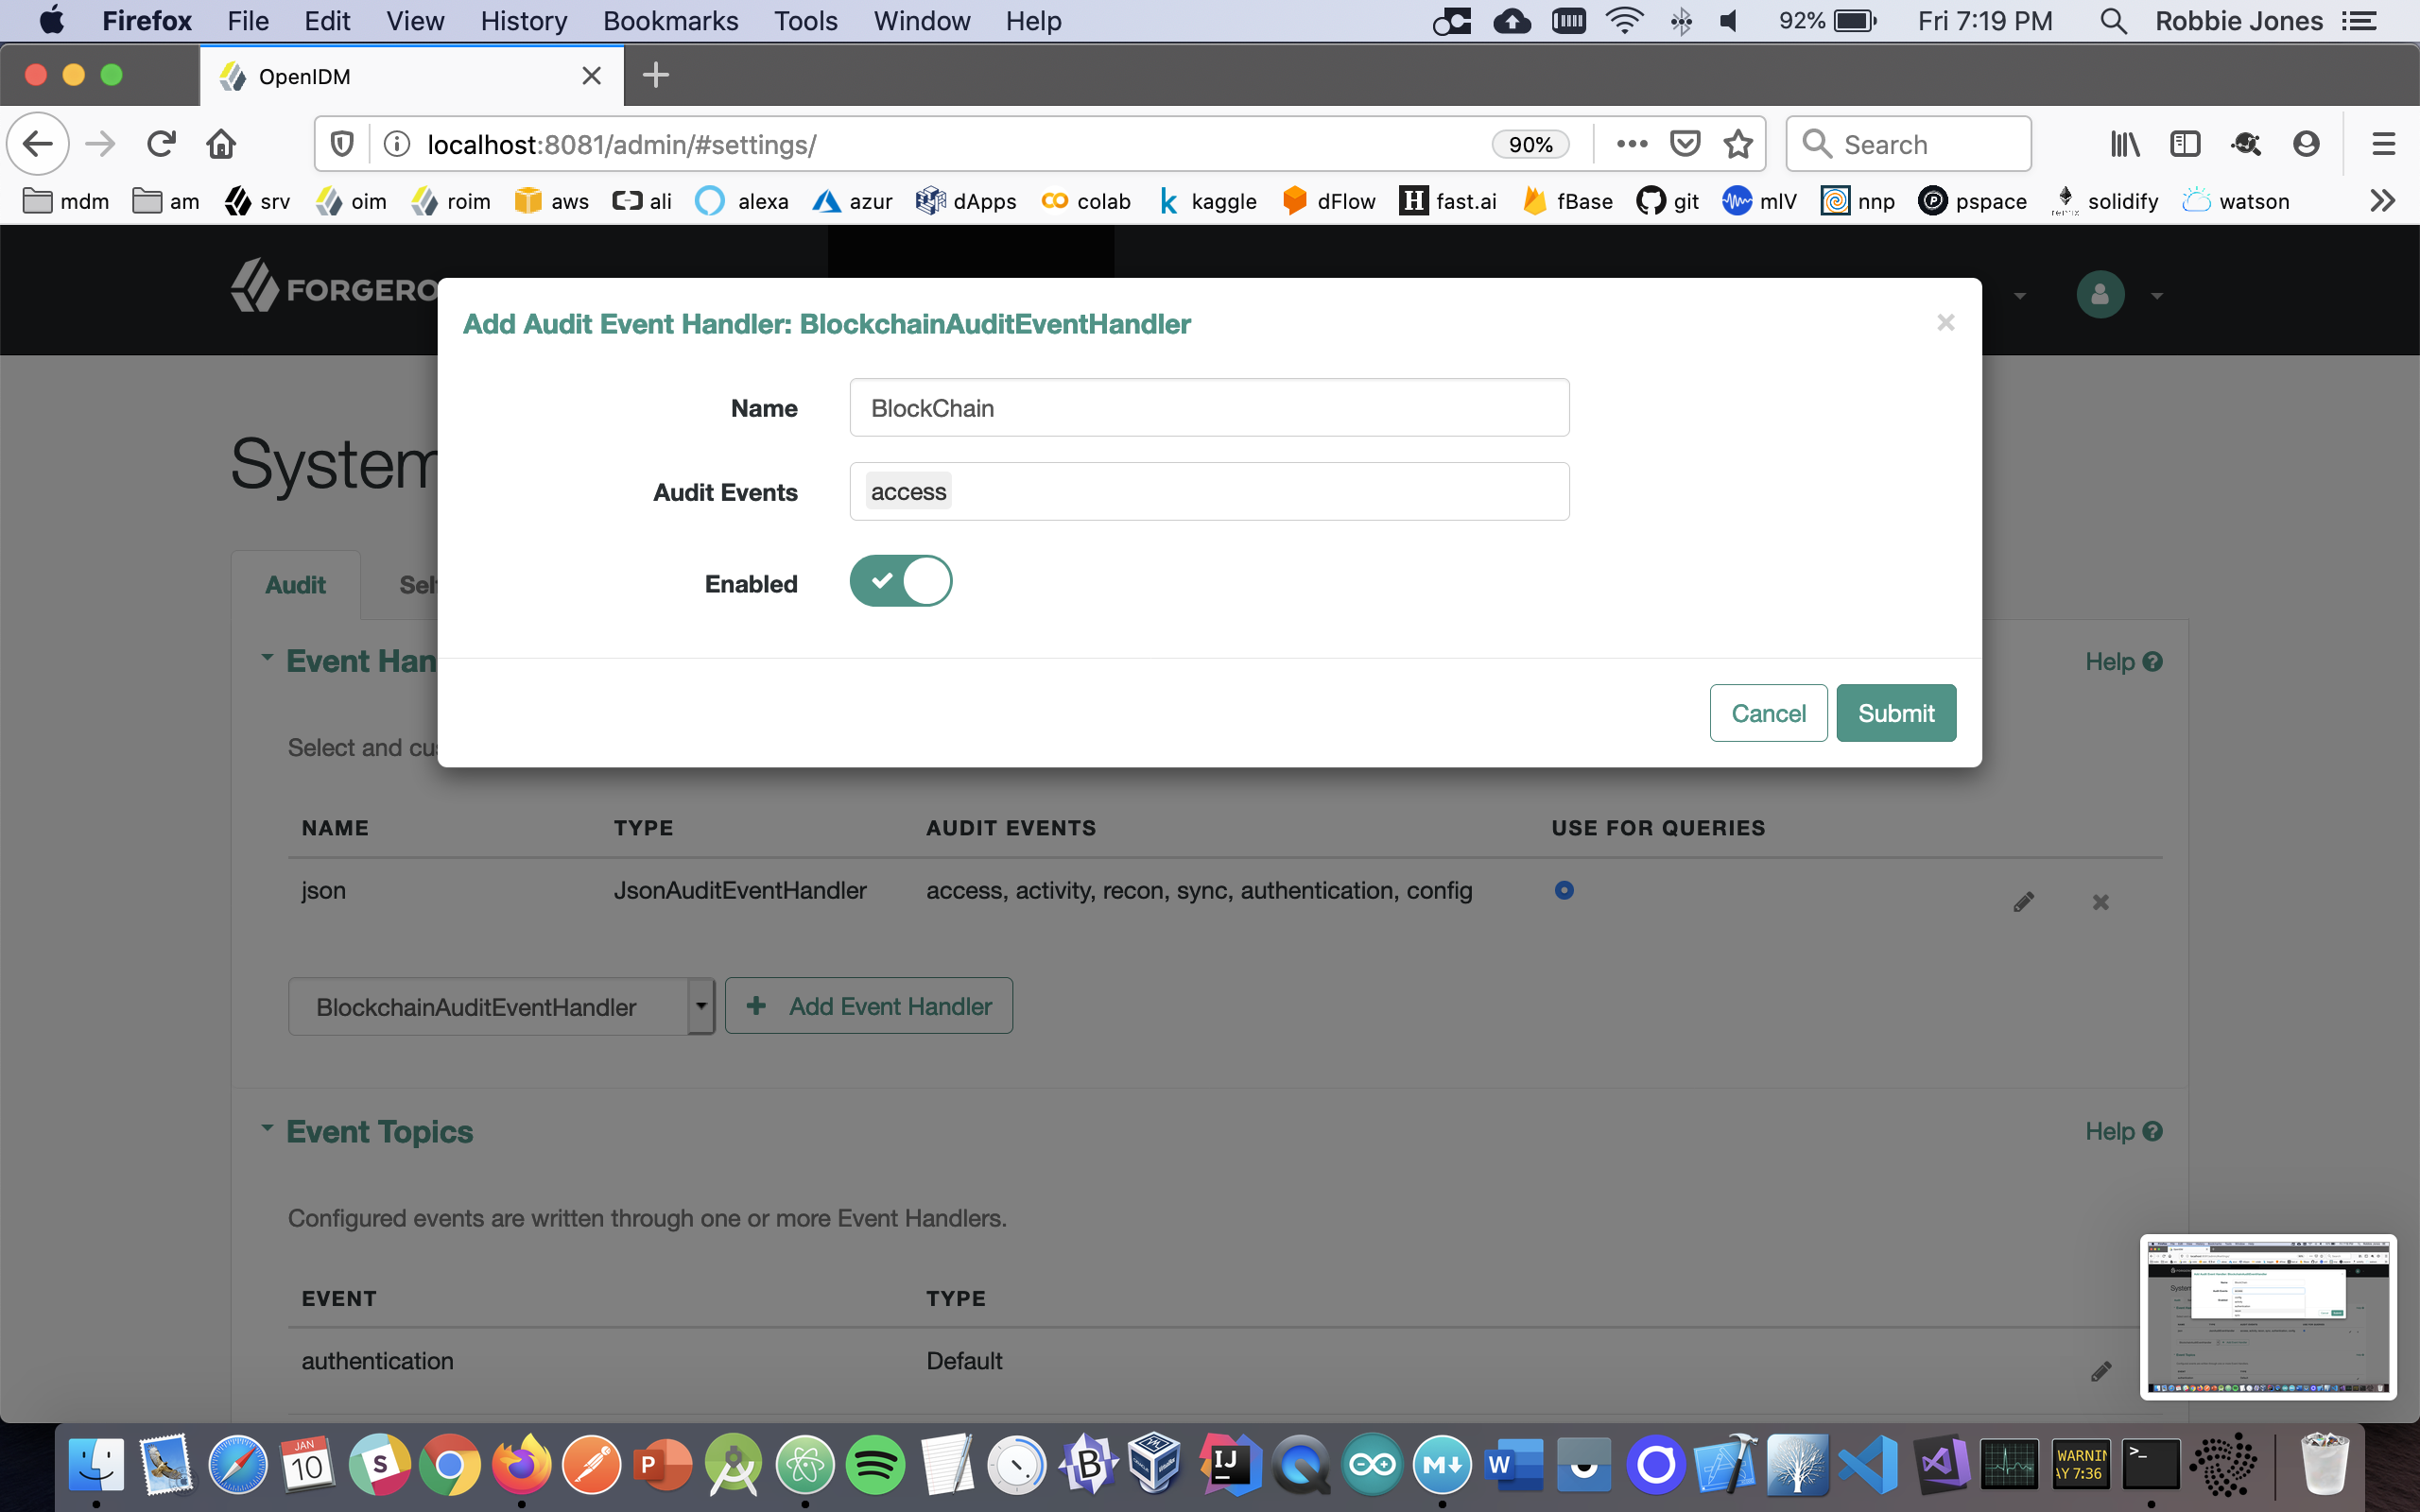 Firefox File Edit View History Bookmarks Tools Window Help 92% Fri 7:19 PM Robbie Jones
OpenIDM
localhost:8081/admin/#settings/ 90% Search
mdm am srv oim roim aws ali alexa azur dApps colab kaggle dFlow fast.ai fBase git mIV nnp pspace solidify watson
FORGERO
Add Audit Event Handler: BlockchainAuditEventHandler
Name BlockChain
System
Audit Events access
Enabled
Audit Sel
Event Han Help
Cancel Submit
Select and cu
NAME TYPE AUDIT EVENTS USE FOR QUERIES
json JsonAuditEventHandler access, activity, recon, sync, authentication, config
BlockchainAuditEventHandler Add Event Handler
Event Topics Help
Configured events are written through one or more Event Handlers.
EVENT TYPE
authentication Default
JAN
10
WARNIN
AY 7:36